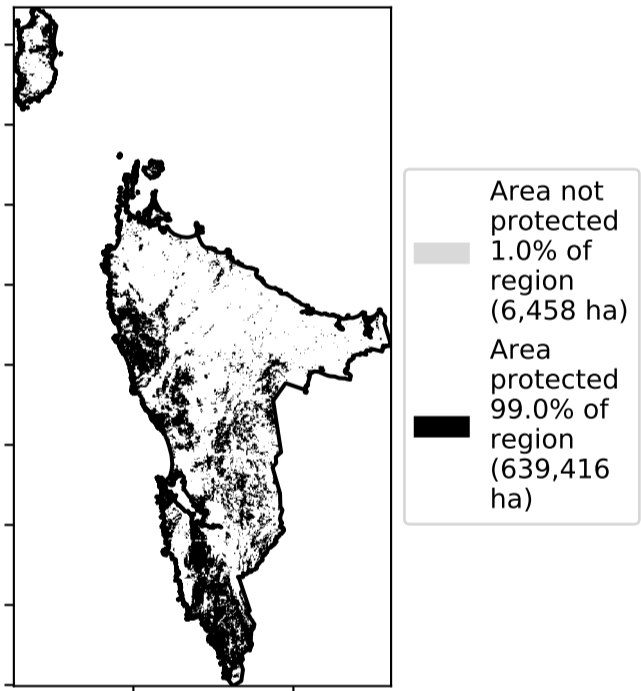 Area not
protected
1.0% of
region
(6,458 ha)
Area
protected
99.0% of
region
(639,416
ha)